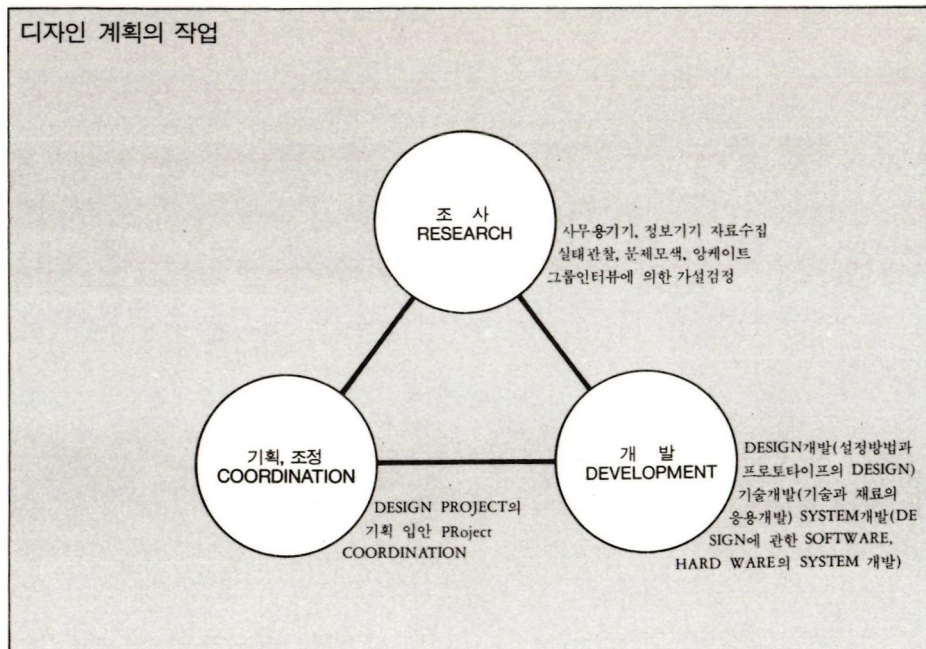 디자인 계획의 작업
조 사
RESEARCH
사무용기기, 정보기기 자료수집
실태관찰, 문제모색, 앙케이트
그룹인터뷰에 의한 가설검정
기획, 조정
COORDINATION
DESIGN PROJECT의
기획 입안 PRoject
COORDINATION
개 발
DEVELOPMENT
DESIGN개발(설정방법과
프로토타이프의 DESIGN)
기술개발(기술과 재료의
응용개발) SYSTEM개발(DE
SIGN에 관한 SOFTWARE,
HARD WARE의 SYSTEM 개발)